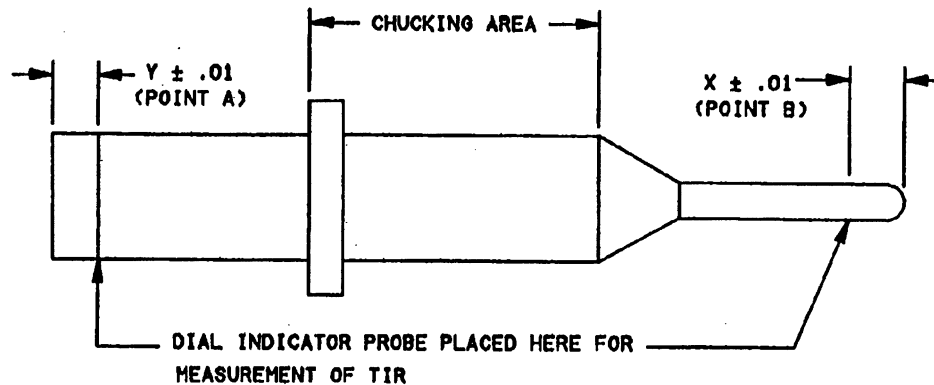 CHUCKING AREA
Y ± .01
(POINT A)
X ± .01
(POINT B)
DIAL INDICATOR PROBE PLACED HERE FOR
MEASUREMENT OF TIR